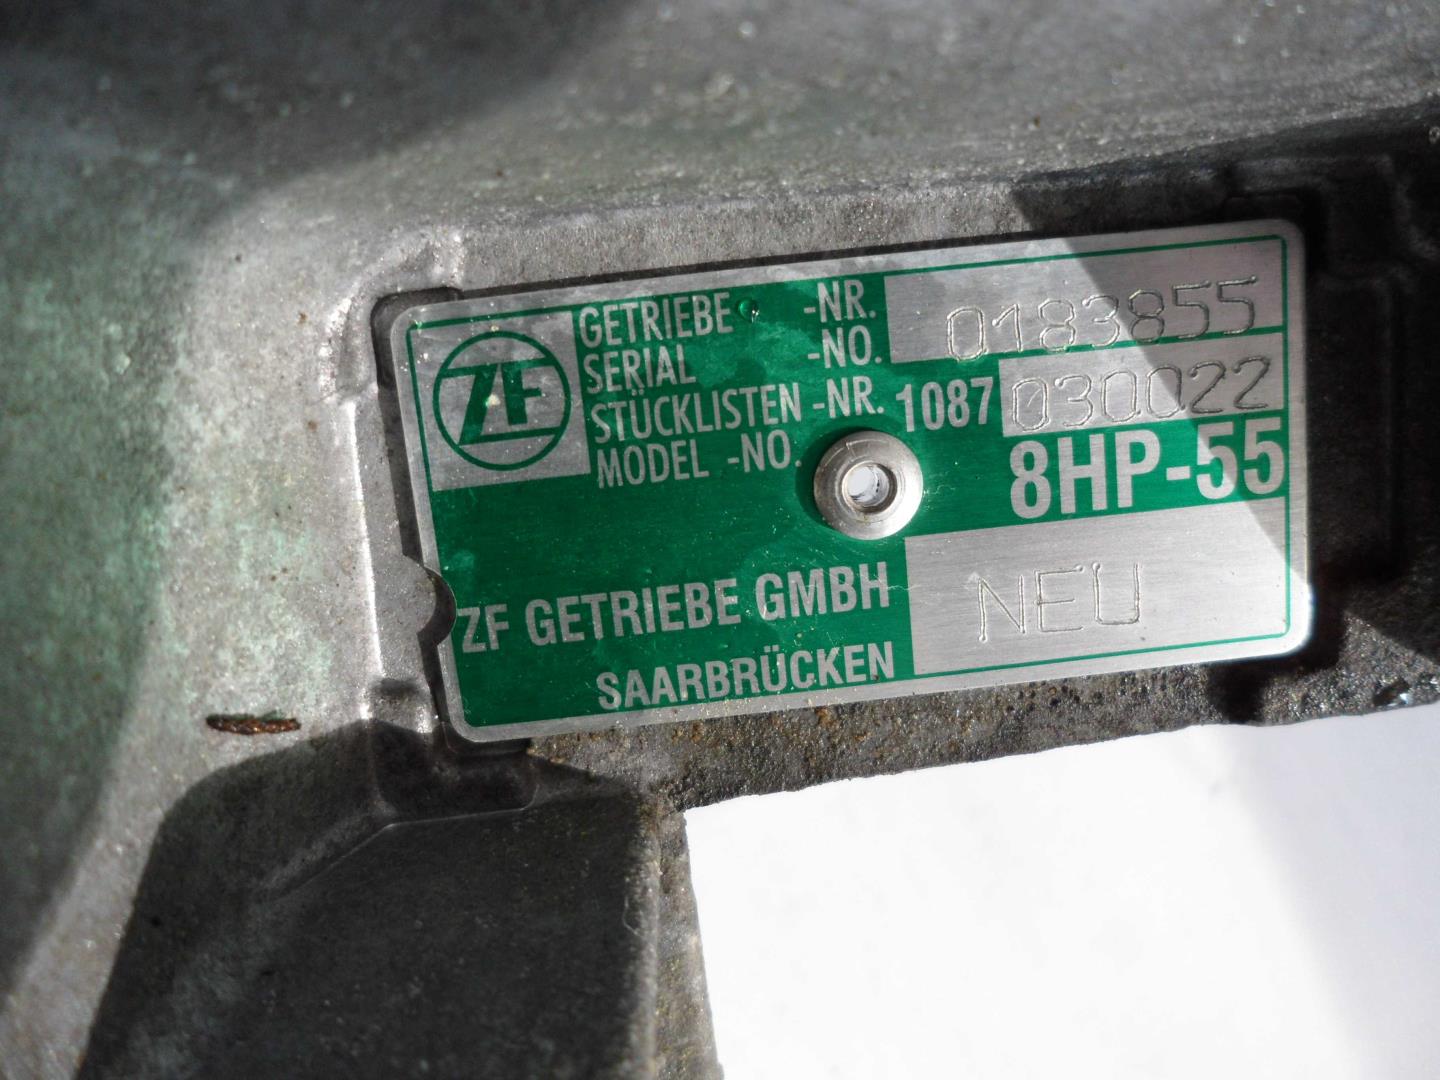 ZF
GETRIEBE -NR. 0183855
SERIAL -NO.
STÜCKLISTEN -NR. 1087 030022
MODEL -NO. 8HP-55
ZF GETRIEBE GMBH NEU
SAARBRÜCKEN